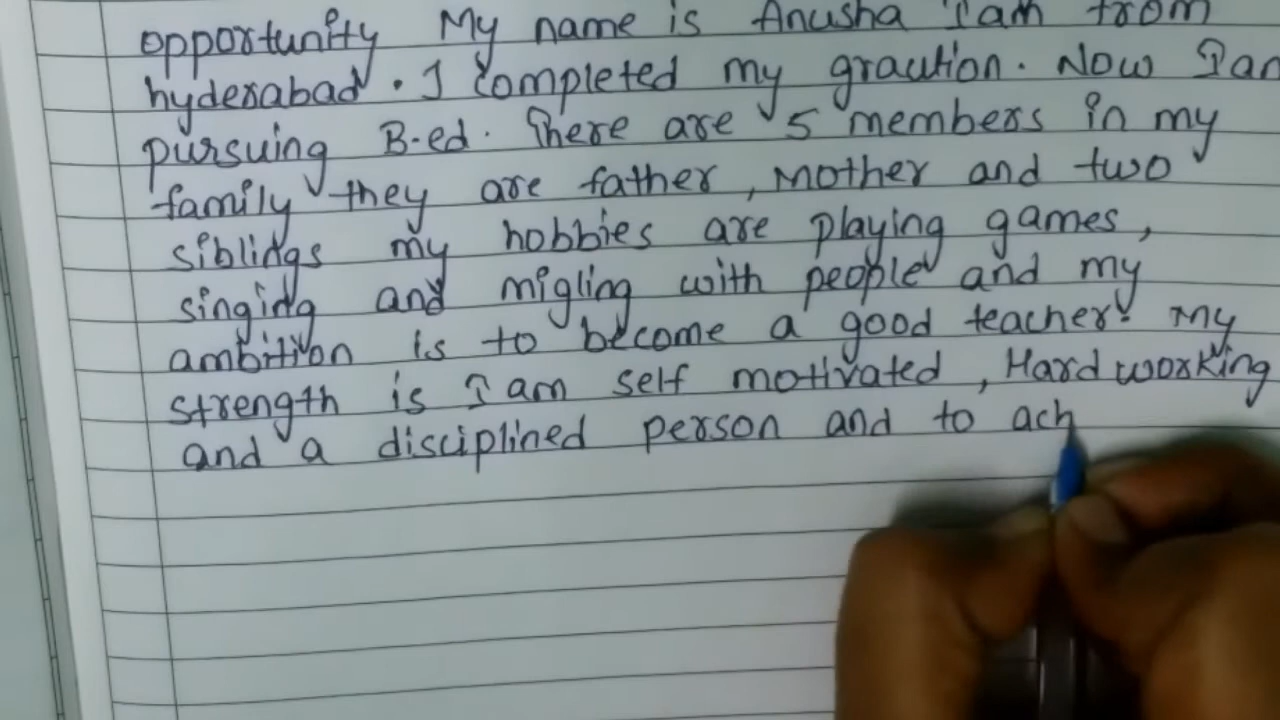 opportunity My name is Anusha I am from
hyderabad. I completed my graution. Now I am
pursuing B-ed. There are 5 members in my
family they are father, Mother and two
siblings my hobbies are playing games,
singing and migling with people and my
ambition is to become a good teacher. My
strength is I am self motivated, Hard working
and a disciplined person and to ach